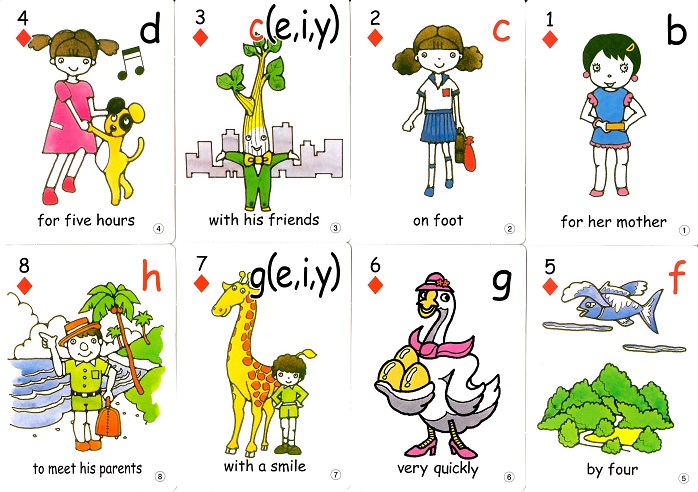 4 d
for five hours
④
3 c(e,i,y)
with his friends
③
2 c
on foot
②
1 b
for her mother
①
8 h
to meet his parents
⑧
7 g(e,i,y)
with a smile
⑦
6 g
very quickly
⑥
5 f
by four
⑤